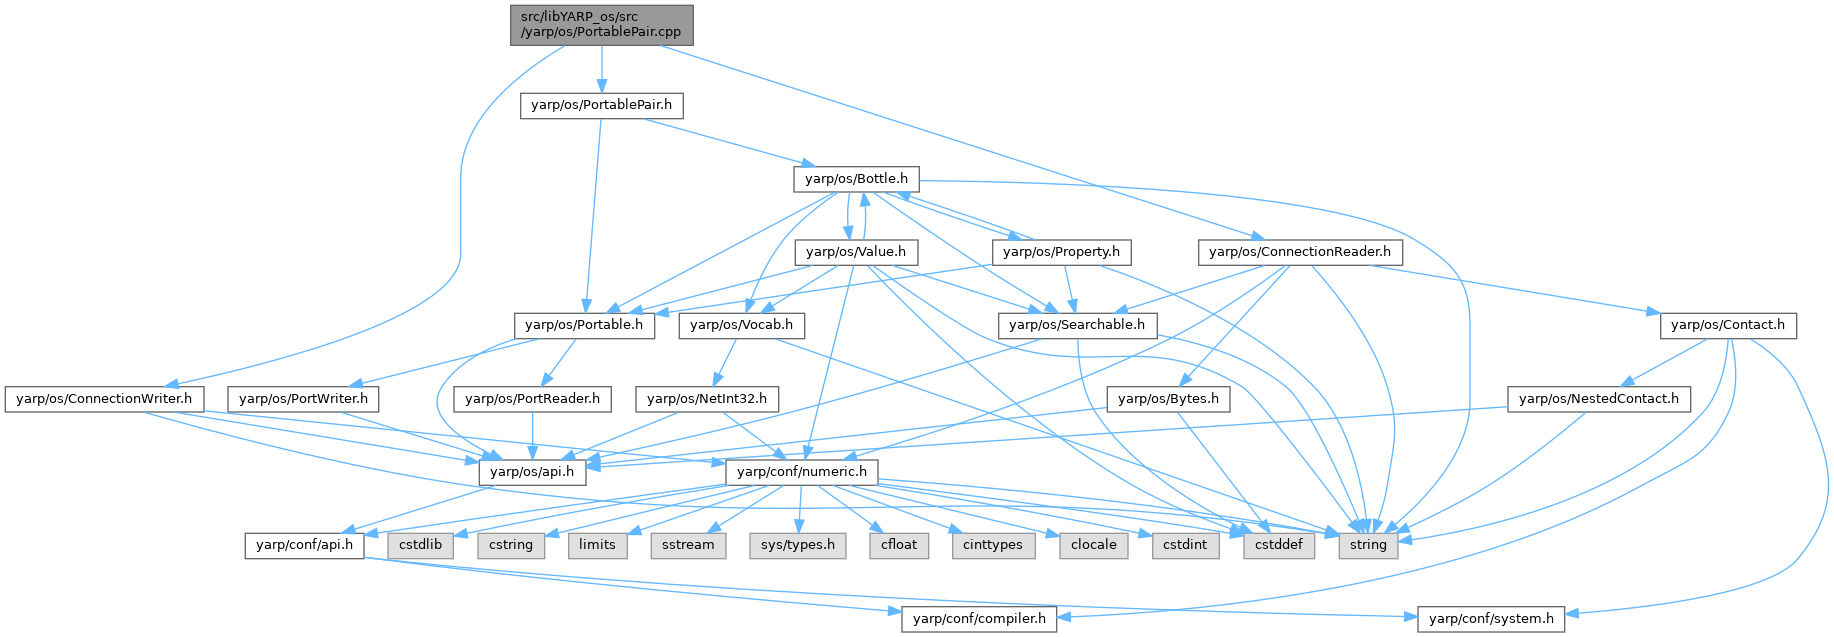 src/libYARP_os/src
/yarp/os/PortablePair.cpp
yarp/os/PortablePair.h
yarp/os/Bottle.h
yarp/os/Value.h
yarp/os/Property.h
yarp/os/ConnectionReader.h
yarp/os/Portable.h
yarp/os/Vocab.h
yarp/os/Searchable.h
yarp/os/Contact.h
yarp/os/ConnectionWriter.h
yarp/os/PortWriter.h
yarp/os/PortReader.h
yarp/os/NetInt32.h
yarp/os/Bytes.h
yarp/os/NestedContact.h
yarp/os/api.h
yarp/conf/numeric.h
yarp/conf/api.h
cstdlib
cstring
limits
sstream
sys/types.h
cfloat
cinttypes
clocale
cstdint
cstddef
string
yarp/conf/compiler.h
yarp/conf/system.h